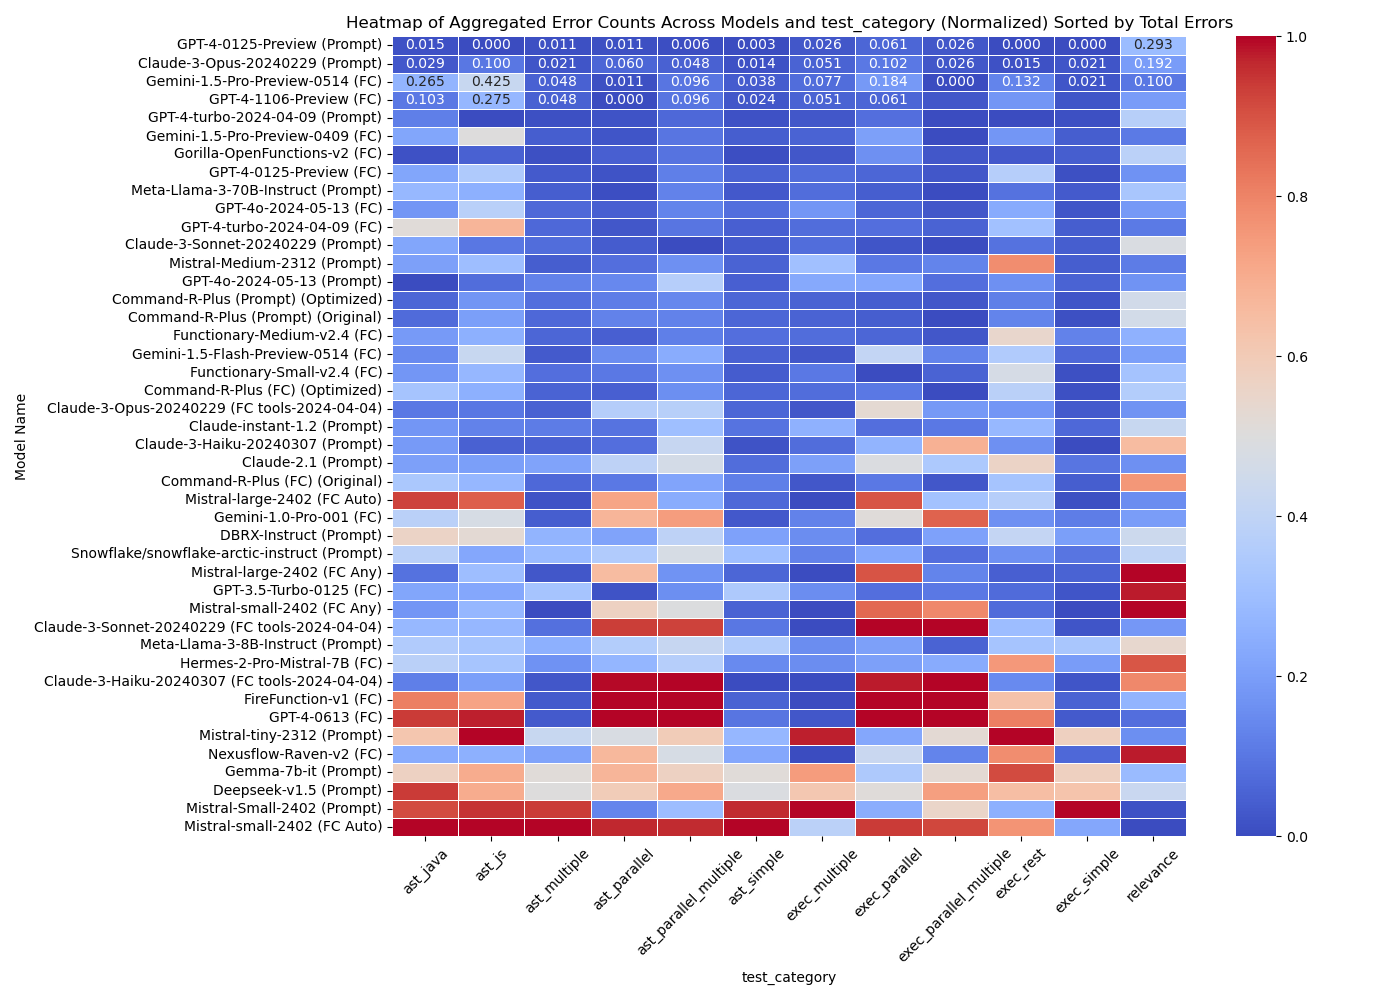 Heatmap of Aggregated Error Counts Across Models and test_category (Normalized) Sorted by Total Errors
Model Name
GPT-4-0125-Preview (Prompt) 0.015 0.000 0.011 0.011 0.006 0.003 0.026 0.061 0.026 0.000 0.000 0.293
Claude-3-Opus-20240229 (Prompt) 0.029 0.100 0.021 0.060 0.048 0.014 0.051 0.102 0.026 0.015 0.021 0.192
Gemini-1.5-Pro-Preview-0514 (FC) 0.265 0.425 0.048 0.011 0.096 0.038 0.077 0.184 0.000 0.132 0.021 0.100
GPT-4-1106-Preview (FC) 0.103 0.275 0.048 0.000 0.096 0.024 0.051 0.061
GPT-4-turbo-2024-04-09 (Prompt)
Gemini-1.5-Pro-Preview-0409 (FC)
Gorilla-OpenFunctions-v2 (FC)
GPT-4-0125-Preview (FC)
Meta-Llama-3-70B-Instruct (Prompt)
GPT-4o-2024-05-13 (FC)
GPT-4-turbo-2024-04-09 (FC)
Claude-3-Sonnet-20240229 (Prompt)
Mistral-Medium-2312 (Prompt)
GPT-4o-2024-05-13 (Prompt)
Command-R-Plus (Prompt) (Optimized)
Command-R-Plus (Prompt) (Original)
Functionary-Medium-v2.4 (FC)
Gemini-1.5-Flash-Preview-0514 (FC)
Functionary-Small-v2.4 (FC)
Command-R-Plus (FC) (Optimized)
Claude-3-Opus-20240229 (FC tools-2024-04-04)
Claude-instant-1.2 (Prompt)
Claude-3-Haiku-20240307 (Prompt)
Claude-2.1 (Prompt)
Command-R-Plus (FC) (Original)
Mistral-large-2402 (FC Auto)
Gemini-1.0-Pro-001 (FC)
DBRX-Instruct (Prompt)
Snowflake/snowflake-arctic-instruct (Prompt)
Mistral-large-2402 (FC Any)
GPT-3.5-Turbo-0125 (FC)
Mistral-small-2402 (FC Any)
Claude-3-Sonnet-20240229 (FC tools-2024-04-04)
Meta-Llama-3-8B-Instruct (Prompt)
Hermes-2-Pro-Mistral-7B (FC)
Claude-3-Haiku-20240307 (FC tools-2024-04-04)
FireFunction-v1 (FC)
GPT-4-0613 (FC)
Mistral-tiny-2312 (Prompt)
Nexusflow-Raven-v2 (FC)
Gemma-7b-it (Prompt)
Deepseek-v1.5 (Prompt)
Mistral-Small-2402 (Prompt)
Mistral-small-2402 (FC Auto)
ast_java
ast_js
ast_multiple
ast_parallel
ast_parallel_multiple
ast_simple
exec_multiple
exec_parallel
exec_parallel_multiple
exec_rest
exec_simple
relevance
test_category
1.0
0.8
0.6
0.4
0.2
0.0